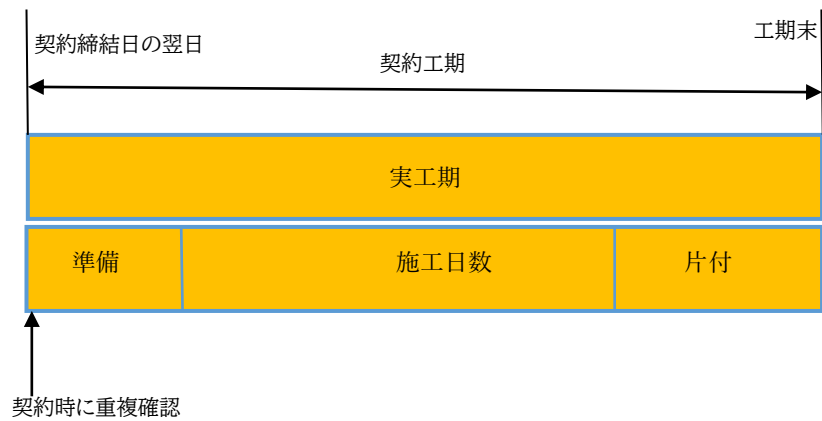 工期末
契約締結日の翌日
契約工期
実工期
準備
施工日数
片付
契約時に重複確認